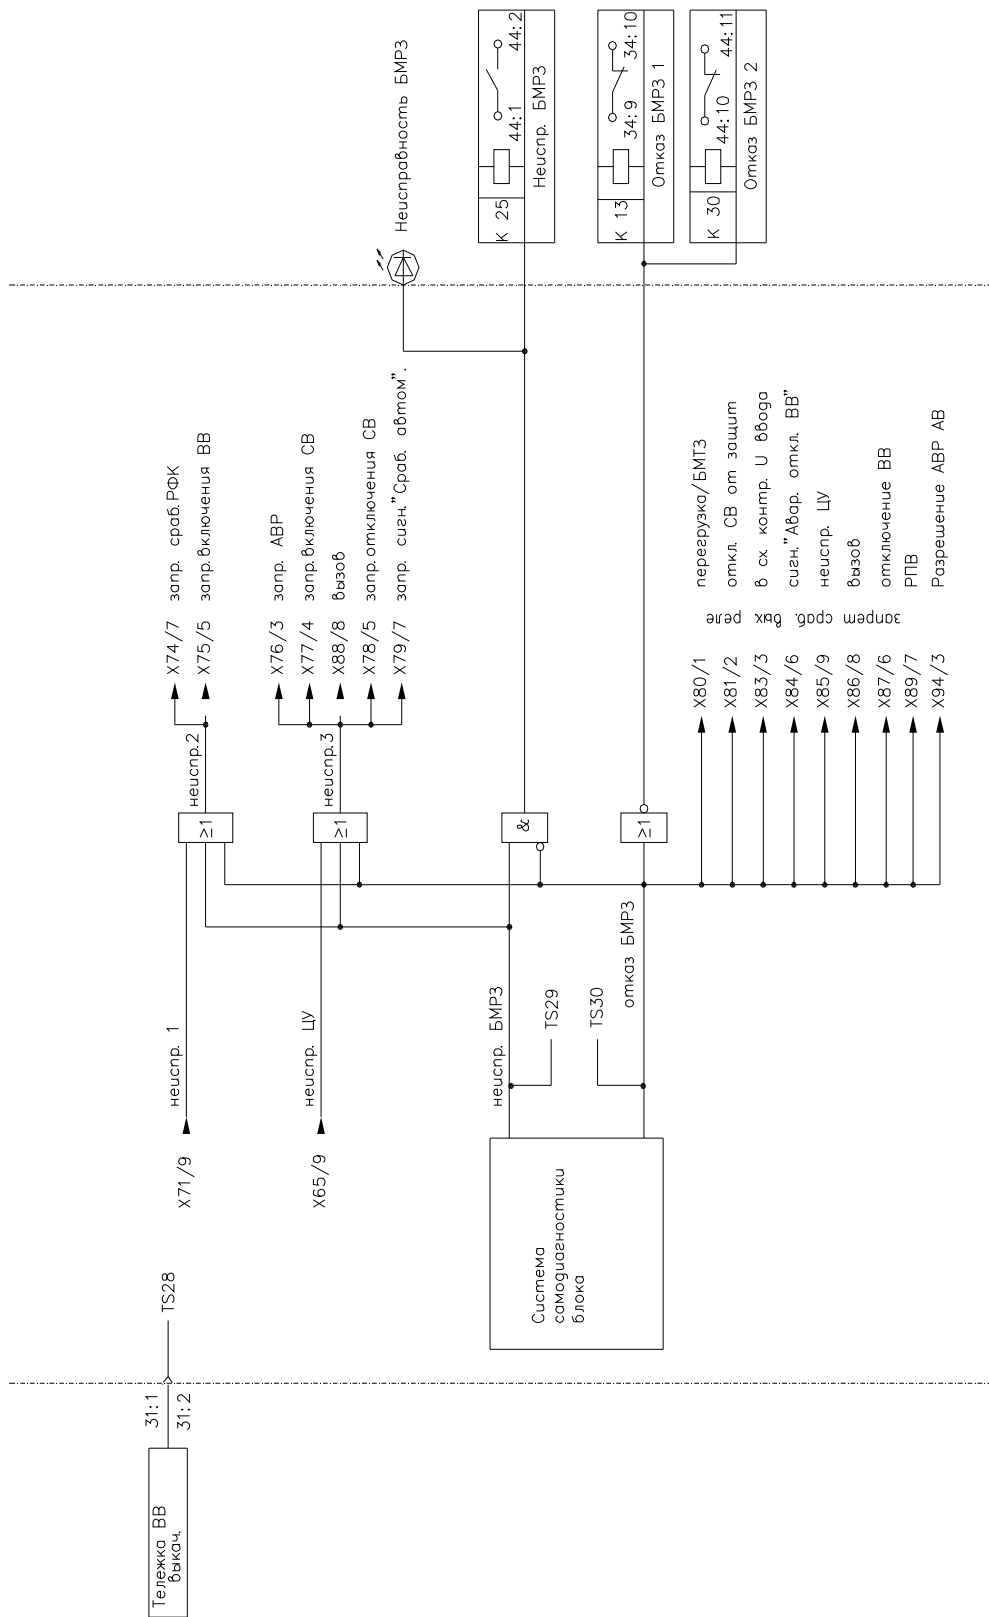 Тележка ВВ
выкач.
31:1
31:2
TS28
X71/9
неиспр. 1
≥1
неиспр.2
X74/7 запр. сраб.РФК
X75/5 запр.включения ВВ
X65/9
неиспр. ЦУ
≥1
неиспр.3
X76/3 запр. АВР
X77/4 запр.включения СВ
X88/8 вызов
X78/5 запр.отключения СВ
X79/7 запр. сигн."Сраб. автом".
Неисправность БМРЗ
Система
самодиагностики
блока
неиспр. БМРЗ
TS29
TS30
отказ БМРЗ
&
≥1
К 25
44:1
44:2
Неиспр. БМРЗ
К 13
34:9
34:10
Отказ БМРЗ 1
К 30
44:10
44:11
Отказ БМРЗ 2
X80/1 перегрузка/БМТЗ
X81/2 откл. СВ от защит
X83/3 в сх. контр. U ввода
X84/6 сигн."Авар. откл. ВВ"
X85/9 неиспр. ЦУ
X86/8 вызов
X87/6 отключение ВВ
X89/7 РПВ
X94/3 Разрешение АВР АВ
запрет сраб. вых реле